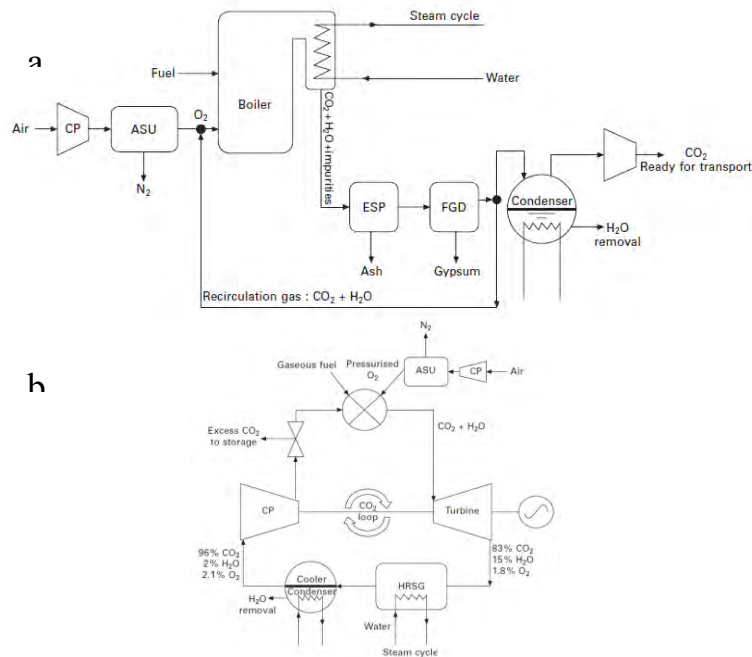 a
Steam cycle
Fuel
Water
Boiler
CO₂ + H₂O + impurities
Air
CP
ASU
O₂
N₂
CO₂
Ready for transport
Condenser
ESP
FGD
H₂O
removal
Ash
Gypsum
Recirculation gas : CO₂ + H₂O
b
N₂
Gaseous fuel
Pressurised
O₂
ASU
CP
Air
Excess CO₂
to storage
CO₂ + H₂O
CP
CO₂
loop
Turbine
96% CO₂
2% H₂O
2.1% O₂
83% CO₂
15% H₂O
1.8% O₂
Cooler
Condenser
HRSG
H₂O
removal
Water
Steam cycle